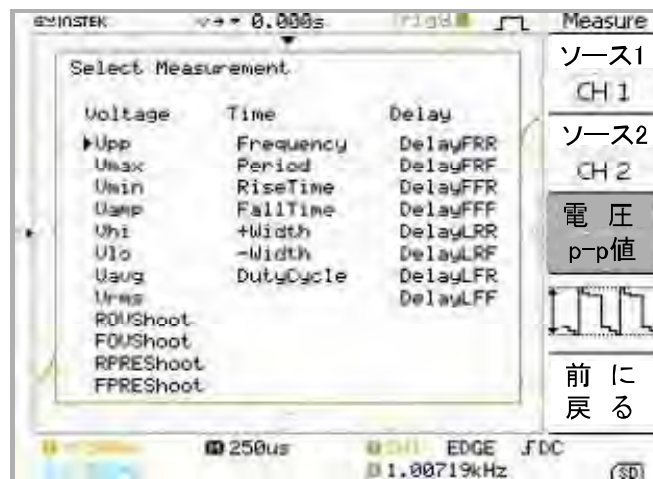 GWINSTEK 0.000s Trig'd Measure
Select Measurement
Voltage Time Delay
Vpp Frequency DelayFRR
Vmax Period DelayFRF
Vmin RiseTime DelayFFR
Vamp FallTime DelayFFF
Vhi +Width DelayLRR
Vlo -Width DelayLRF
Vavg DutyCycle DelayLFR
Vrms DelayLFF
ROVShoot
FOVShoot
RPREShoot
FPREShoot
ソース1
CH 1
ソース2
CH 2
電圧
p-p値
前に
戻る
250us CH1 EDGE DC
1.00719kHz SD